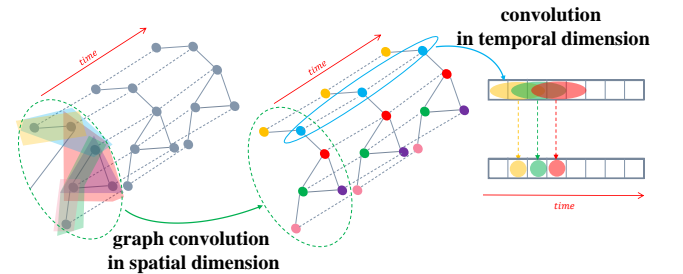 convolution
in temporal dimension
time
time
time
graph convolution
in spatial dimension